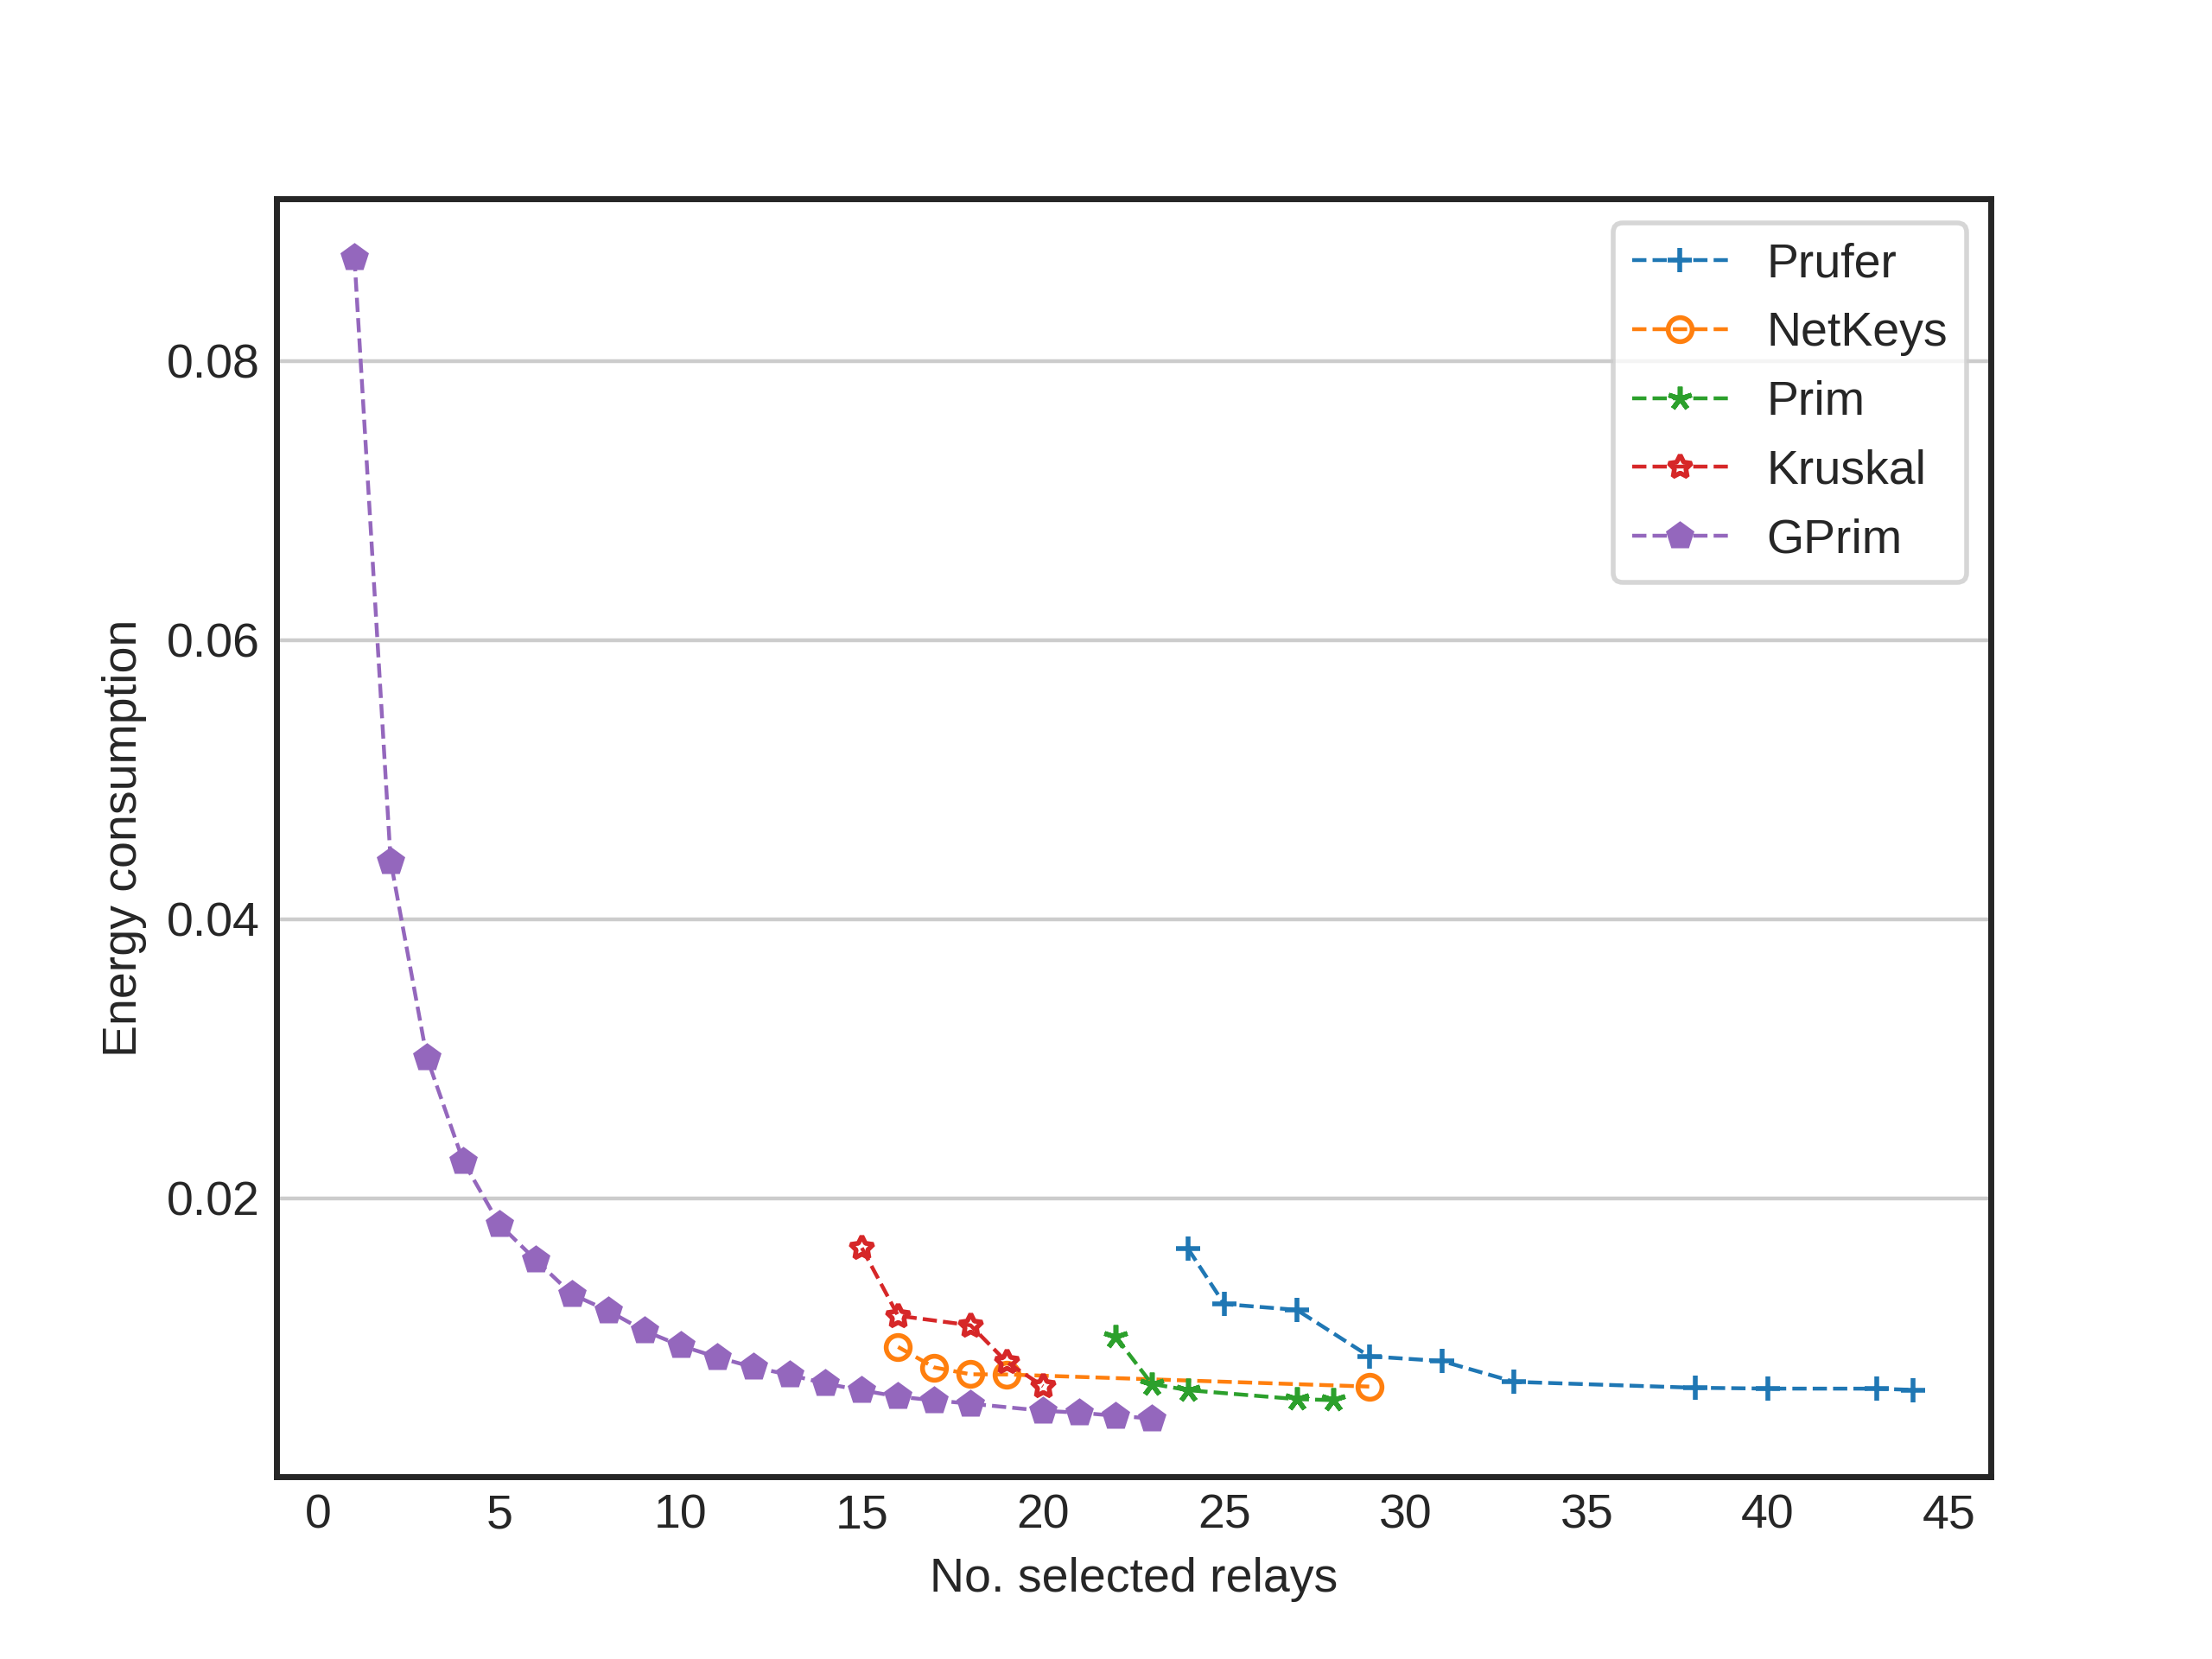 Prufer
NetKeys
Prim
Kruskal
GPrim
0.08
0.06
0.04
0.02
Energy consumption
0 5 10 15 20 25 30 35 40 45
No. selected relays